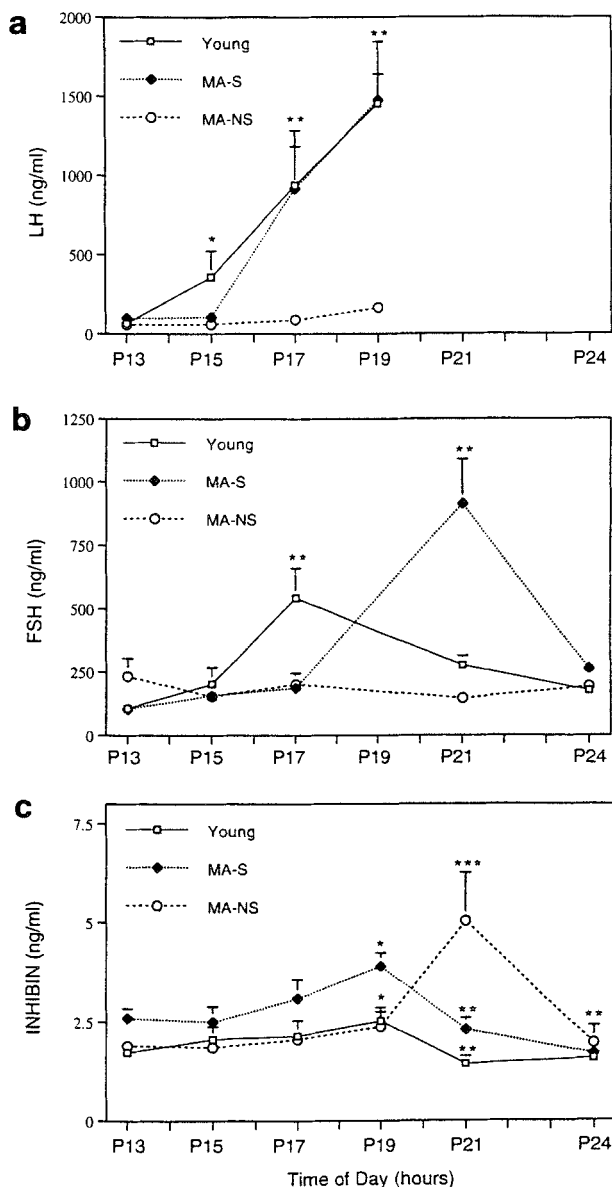 a
2000
1500
1000
500
0
LH (ng/ml)
Young
MA-S
MA-NS
*
**
**
P13 P15 P17 P19 P21 P24
b
1250
1000
750
500
250
0
FSH (ng/ml)
Young
MA-S
MA-NS
**
**
P13 P15 P17 P19 P21 P24
c
7.5
5
2.5
0
INHIBIN (ng/ml)
Young
MA-S
MA-NS
***
*
*
**
**
**
P13 P15 P17 P19 P21 P24
Time of Day (hours)